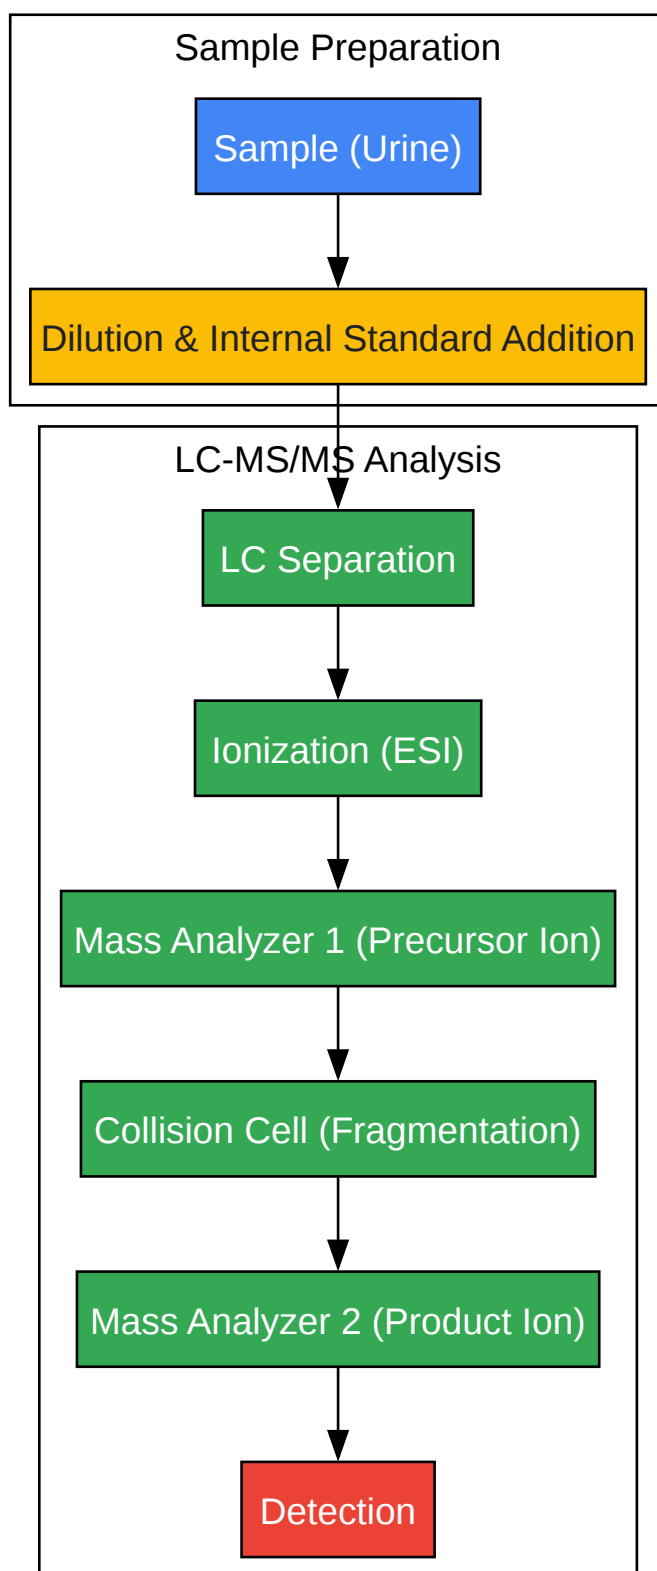 Sample Preparation
Sample (Urine)
Dilution & Internal Standard Addition
LC-MS/MS Analysis
LC Separation
Ionization (ESI)
Mass Analyzer 1 (Precursor Ion)
Collision Cell (Fragmentation)
Mass Analyzer 2 (Product Ion)
Detection